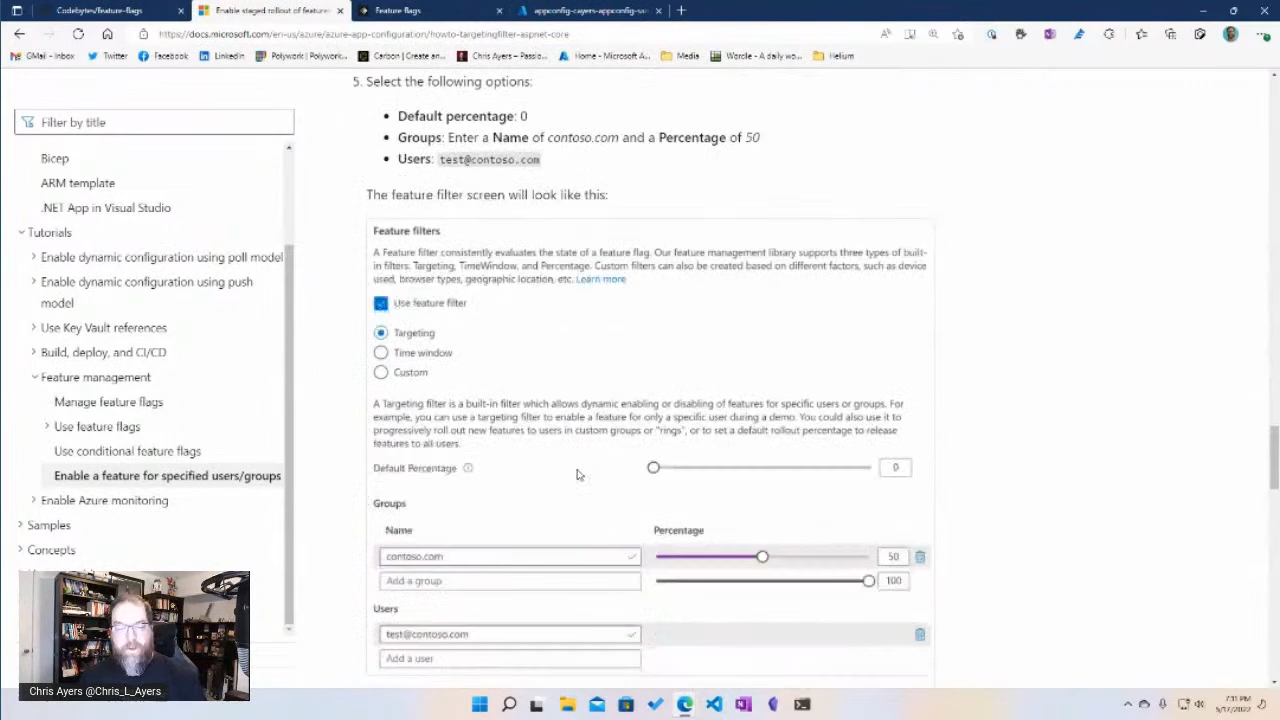 Codebytes/feature-flags
Enable staged rollout of feature
Feature flags
appconfig-cayers-appconfig-sa
https://docs.microsoft.com/en-us/azure/azure-app-configuration/howto-targetingfilter-aspnet-core
GMail - Inbox
Twitter
Facebook
LinkedIn
Polywork | Polywork...
Carbon | Create an...
Chris Ayers – Passio...
Home - Microsoft A...
Media
Wordle - A daily wo...
Helium
5. Select the following options:
Default percentage: 0
Groups: Enter a Name of contoso.com and a Percentage of 50
Users: test@contoso.com
The feature filter screen will look like this:
Filter by title
Bicep
ARM template
.NET App in Visual Studio
Tutorials
Enable dynamic configuration using poll model
Enable dynamic configuration using push
model
Use Key Vault references
Build, deploy, and CI/CD
Feature management
Manage feature flags
Use feature flags
Use conditional feature flags
Enable a feature for specified users/groups
Enable Azure monitoring
Samples
Concepts
Feature filters
A Feature filter consistently evaluates the state of a feature flag. Our feature management library supports three types of built-
in filters: Targeting, TimeWindow, and Percentage. Custom filters can also be created based on different factors, such as device
used, browser types, geographic location, etc. Learn more
Use feature filter
Targeting
Time window
Custom
A Targeting filter is a built-in filter which allows dynamic enabling or disabling of features for specific users or groups. For
example, you can use a targeting filter to enable a feature for only a specific user during a demo. You could also use it to
progressively roll out new features to users in custom groups or "rings", or to set a default rollout percentage to release
features to all users.
Default Percentage
0
Groups
Name
Percentage
contoso.com
50
Add a group
100
Users
test@contoso.com
Add a user
Chris Ayers @Chris_L_Ayers
7:31 PM
5/17/2022